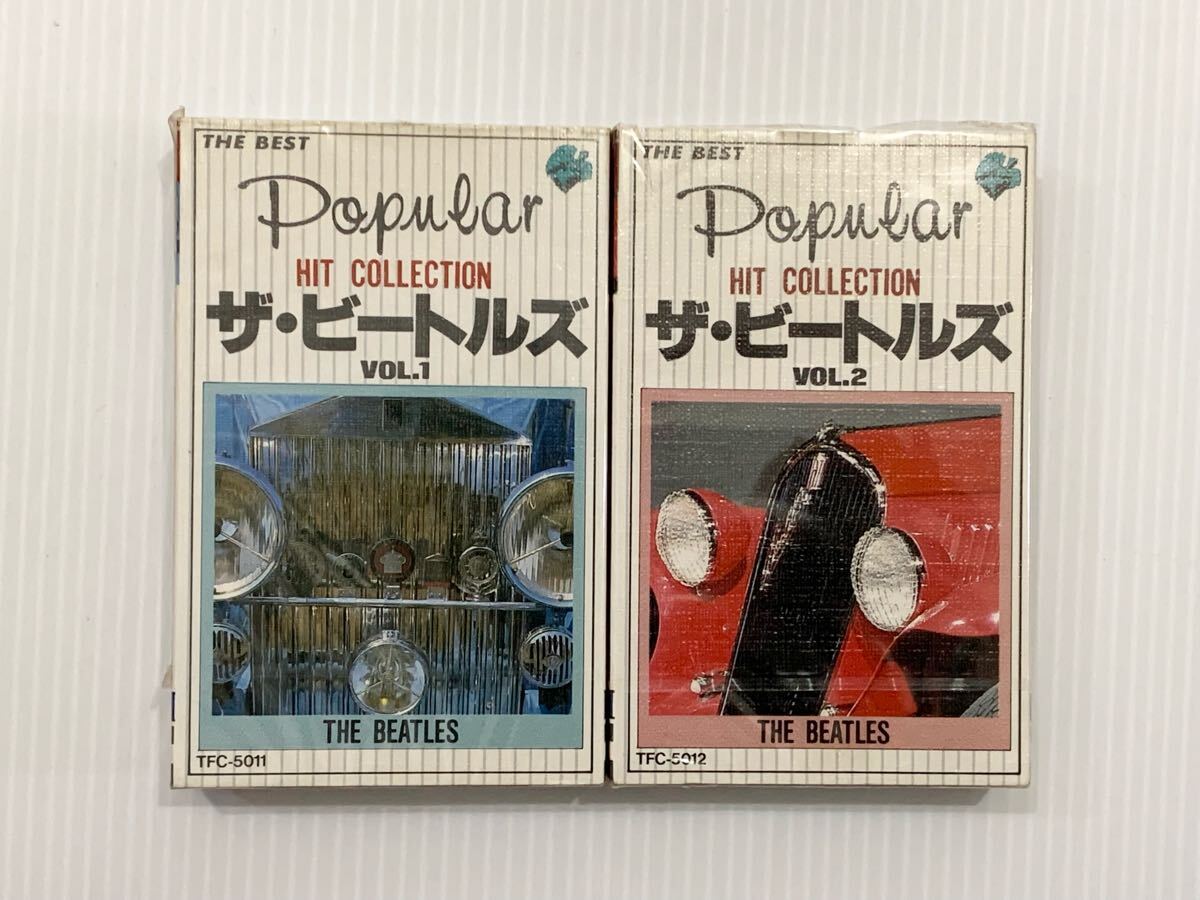 THE BEST
Popular
HIT COLLECTION
ザ・ビートルズ
VOL.1
THE BEATLES
TFC-5011
THE BEST
Popular
HIT COLLECTION
ザ・ビートルズ
VOL.2
THE BEATLES
TFC-5012